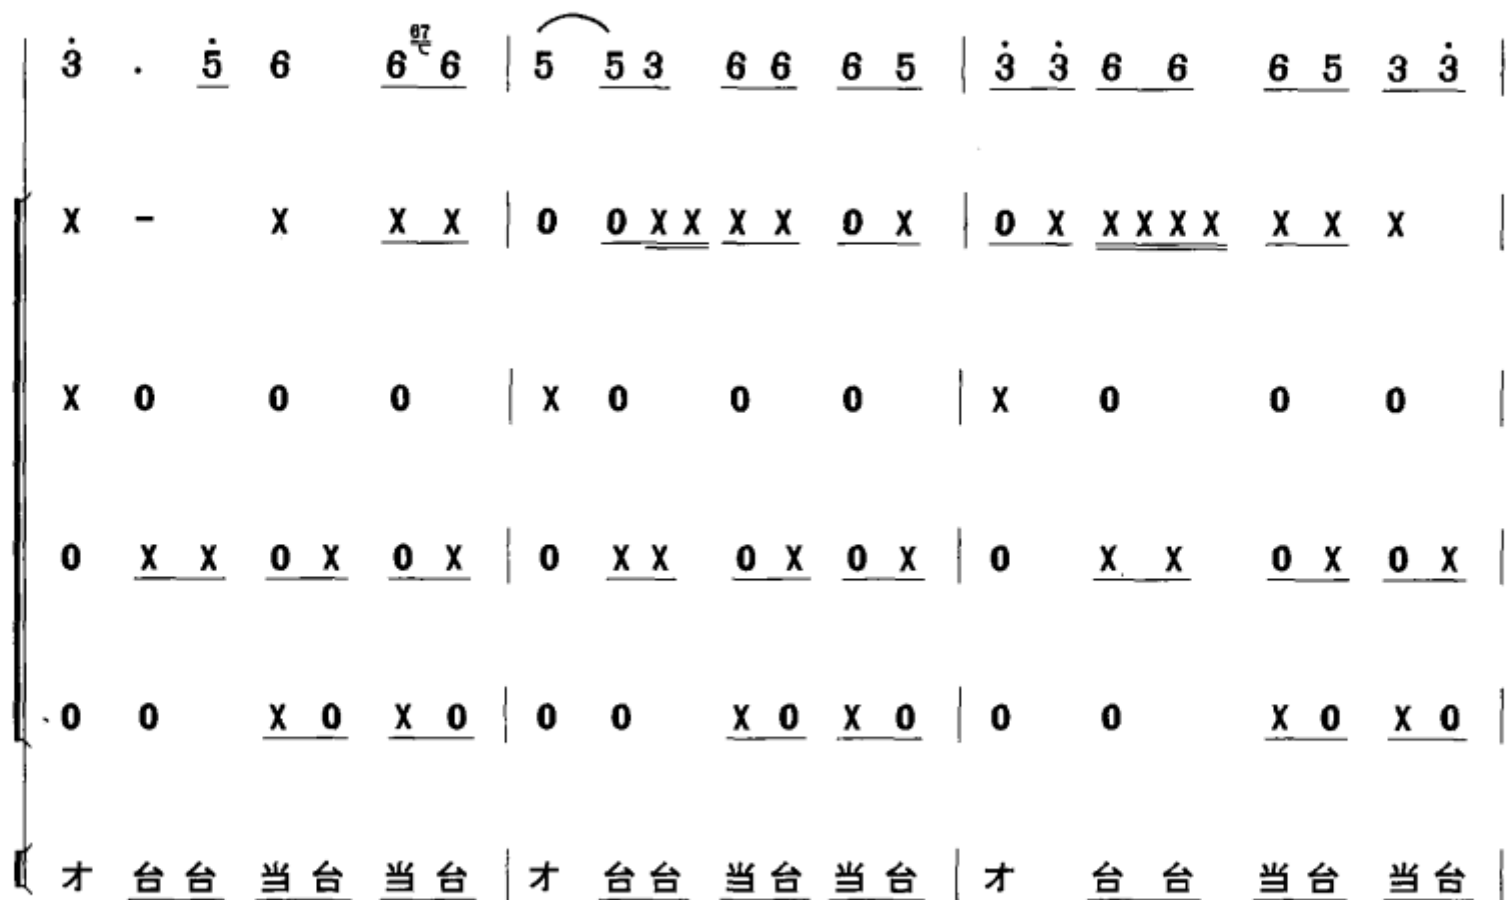 3̇ · 5̇ 6 6 67 6 | 5 5 3 6 6 6 5 | 3̇ 3̇ 6 6 6 5 3 3̇ |
X - X X X | 0 0 X X X X 0 X | 0 X X X X X X X X |
X 0 0 0 | X 0 0 0 | X 0 0 0 |
0 X X 0 X 0 X | 0 X X 0 X 0 X | 0 X X 0 X 0 X |
0 0 X 0 X 0 | 0 0 X 0 X 0 | 0 0 X 0 X 0 |
才 台 台 当 台 当 台 | 才 台 台 当 台 当 台 | 才 台 台 当 台 当 台 |